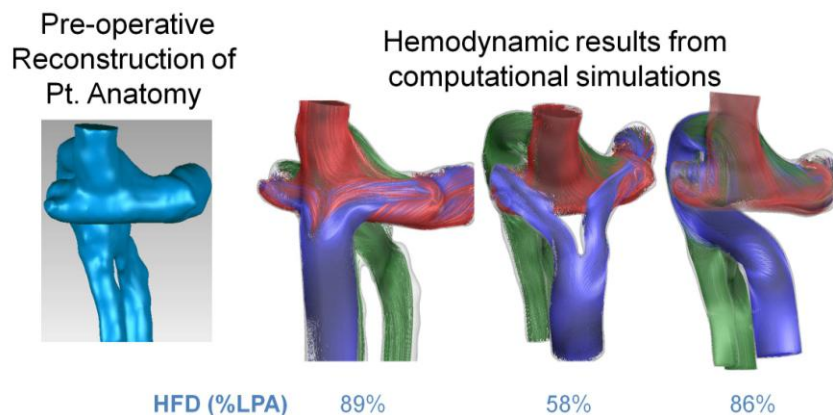 Pre-operative
Reconstruction of
Pt. Anatomy
Hemodynamic results from
computational simulations
HFD (%LPA) 89% 58% 86%